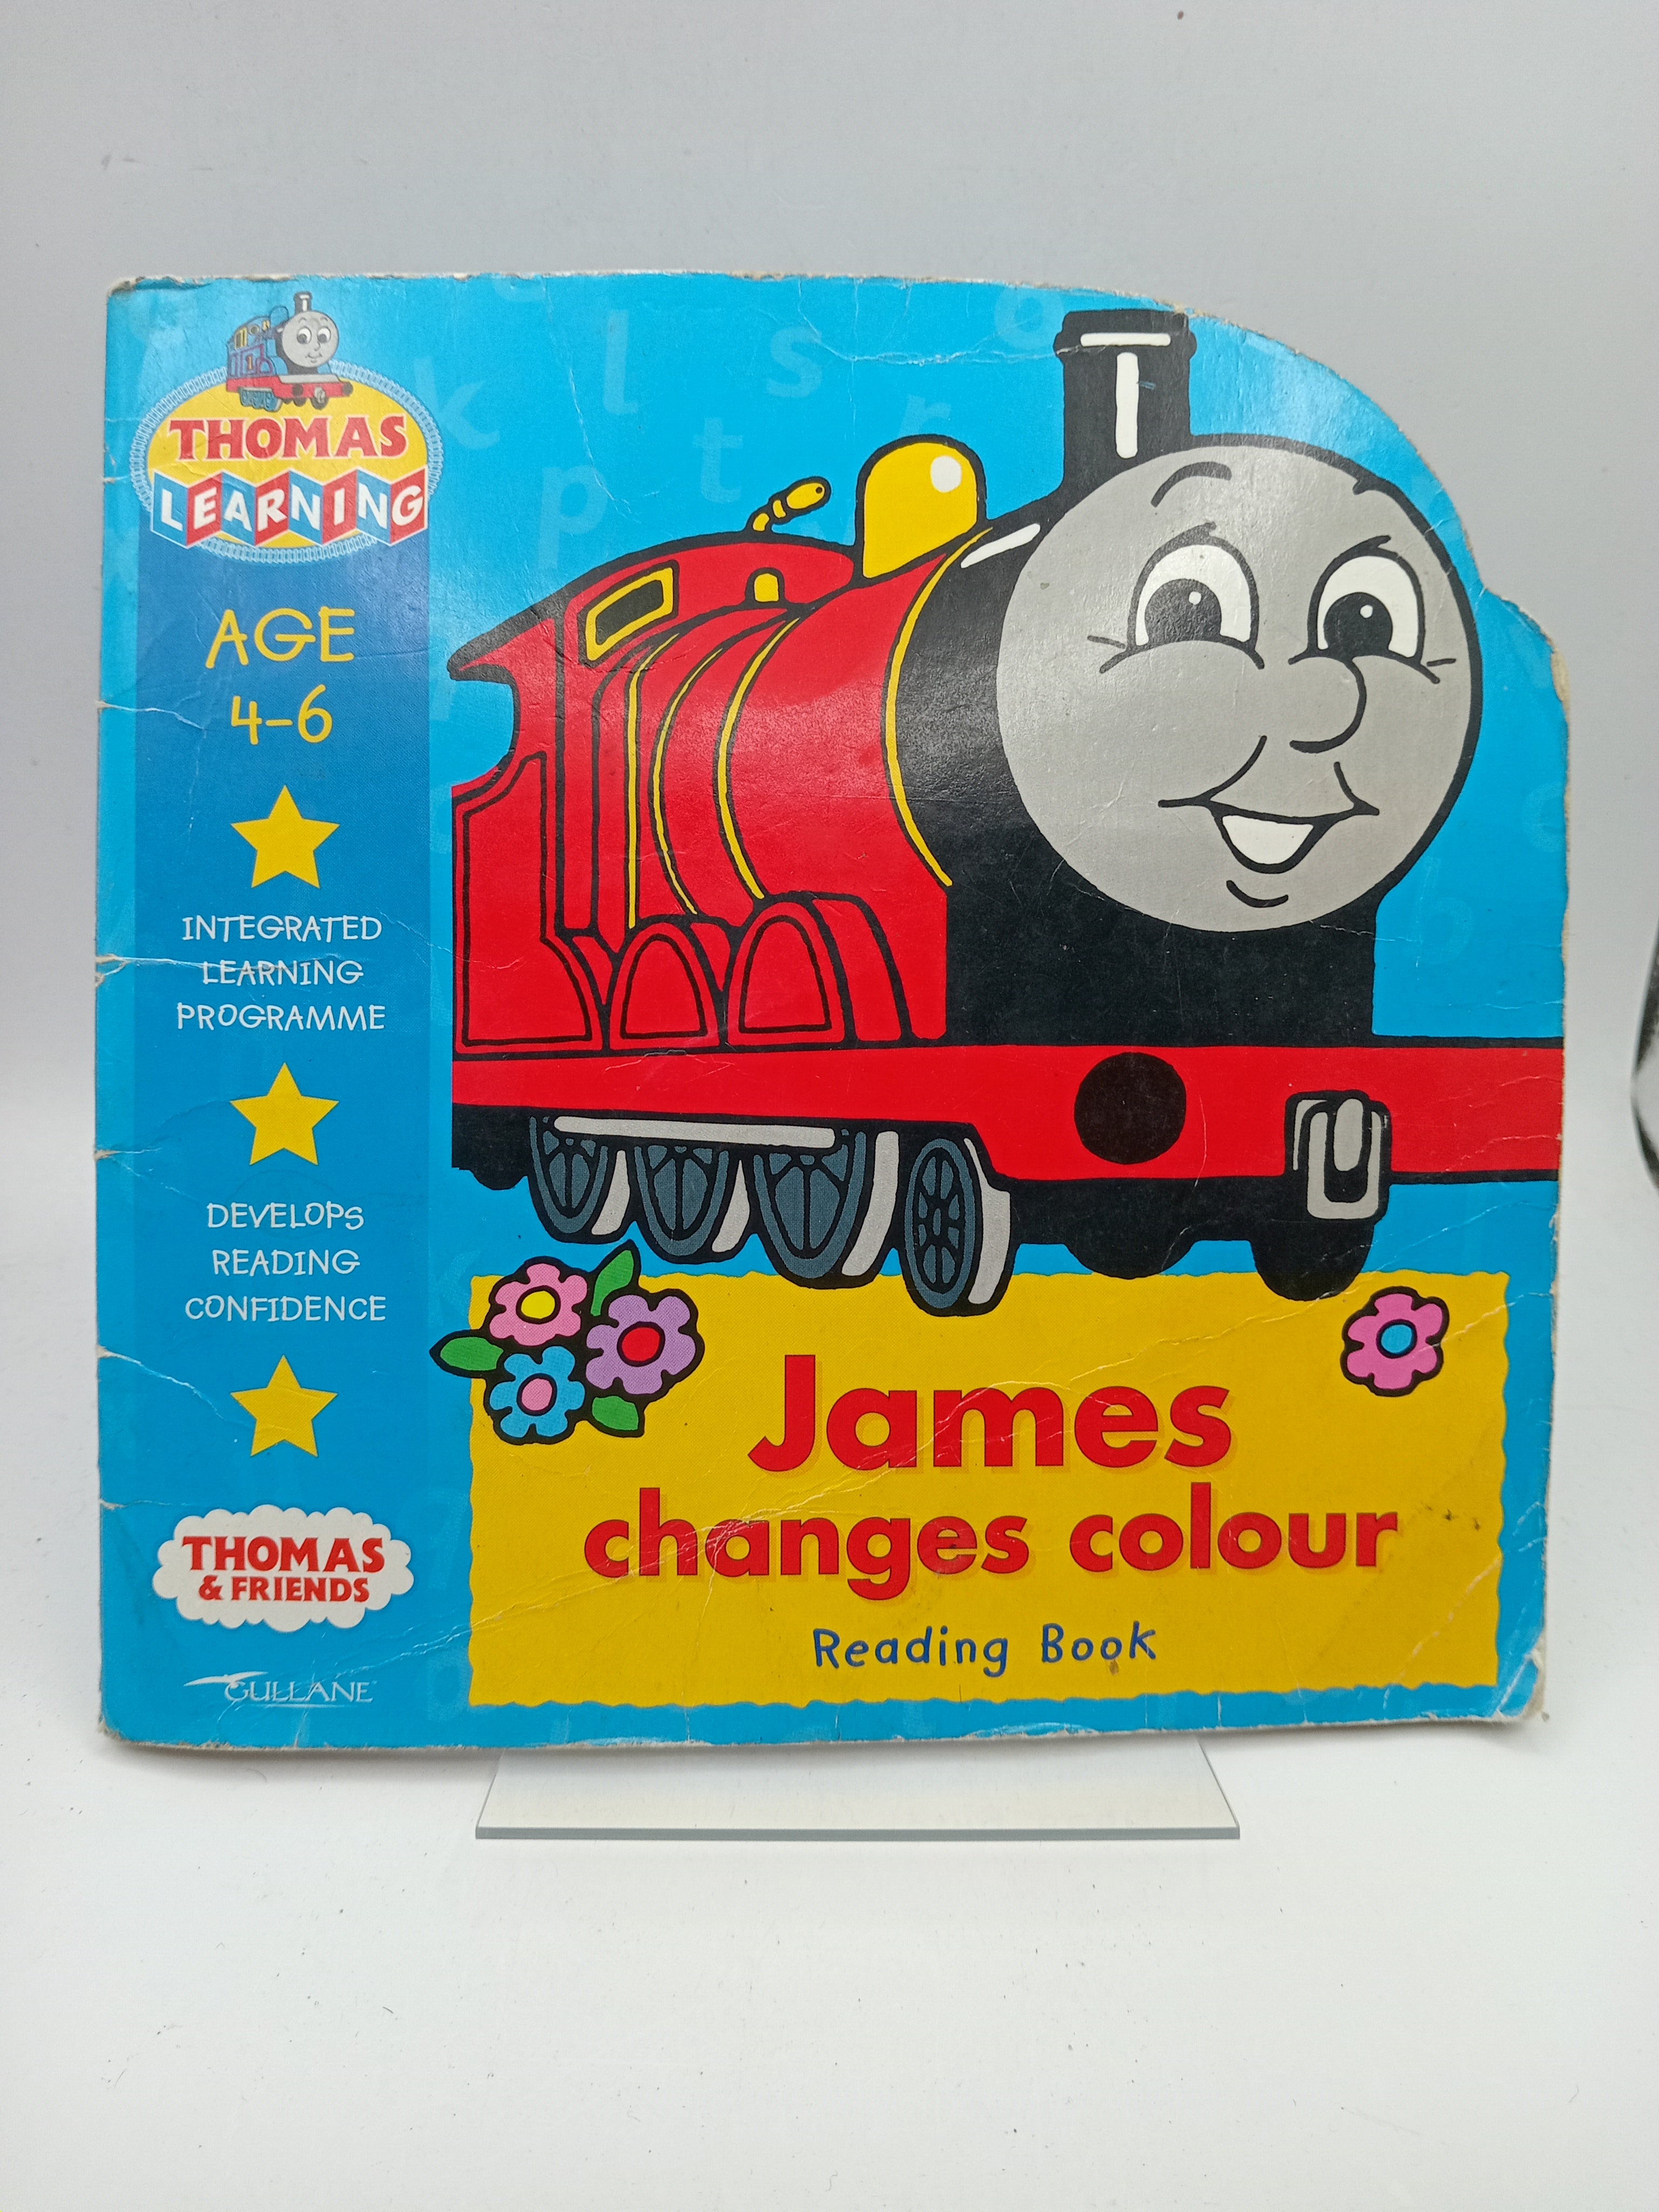 THOMAS
LEARNING
AGE
4-6
INTEGRATED
LEARNING
PROGRAMME
DEVELOPS
READING
CONFIDENCE
THOMAS
& FRIENDS
GULLANE
James
changes colour
Reading Book